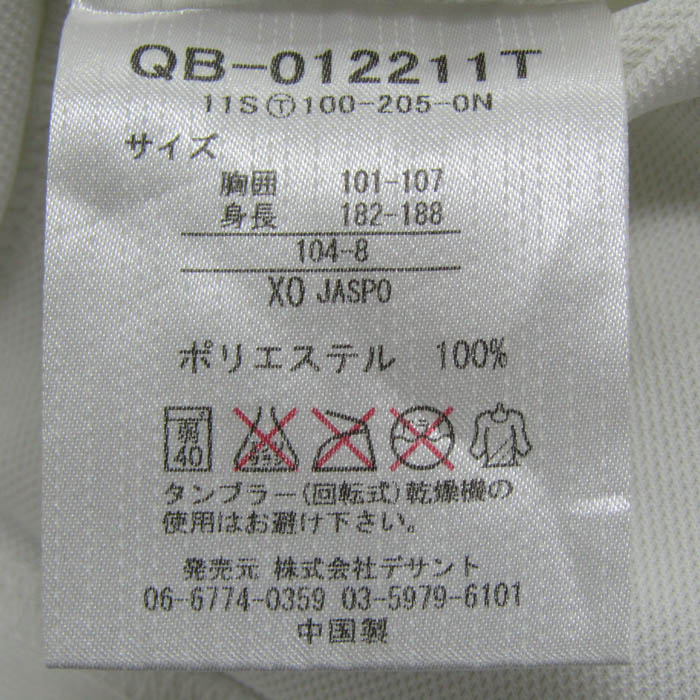 QB-012211T
11SⓉ100-205-0N
サイズ
胸囲 101-107
身長 182-188
104-8
XO JASPO
ポリエステル 100%
弱
40
タンブラー(回転式)乾燥機の
使用はお避け下さい。
発売元 株式会社デサント
06-6774-0359 03-5979-6101
中国製